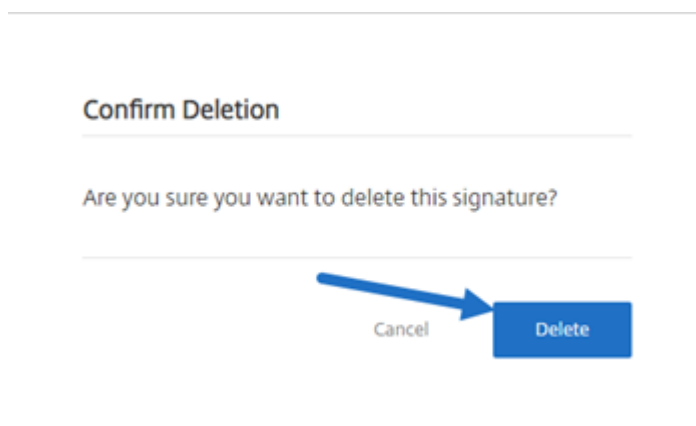 Confirm Deletion
Are you sure you want to delete this signature?
Cancel
Delete